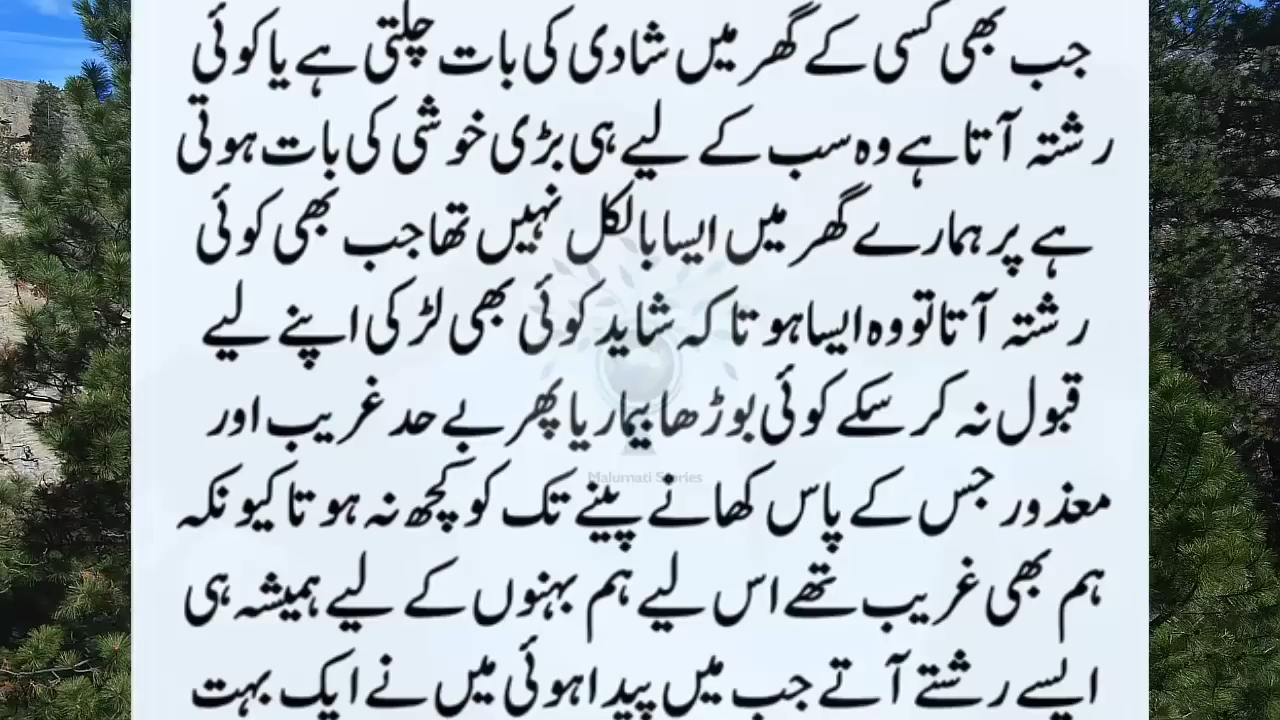 جب بھی کسی کے گھر میں شادی کی بات چلتی ہے یا کوئی
رشتہ آتا ہے وہ سب کے لیے ہی بڑی خوشی کی بات ہوتی
ہے پر ہمارے گھر میں ایسا بالکل نہیں تھا جب بھی کوئی
رشتہ آتا تو وہ ایسا ہوتا کہ شاید کوئی بھی لڑکی اپنے لیے
قبول نہ کر سکے کوئی بوڑھا بیمار یا پھر بے حد غریب اور
Malumati Stories
معذور جس کے پاس کھانے پینے تک کو کچھ نہ ہوتا کیونکہ
ہم بھی غریب تھے اس لیے ہم بہنوں کے لیے ہمیشہ ہی
ایسے رشتے آتے جب میں پیدا ہوئی میں نے ایک بہت